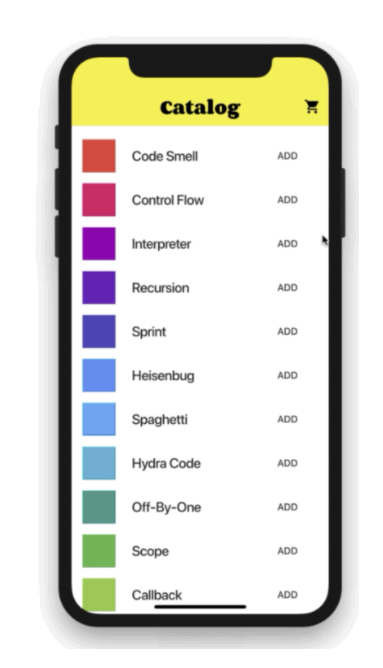 Catalog
Code Smell ADD
Control Flow ADD
Interpreter ADD
Recursion ADD
Sprint ADD
Heisenbug ADD
Spaghetti ADD
Hydra Code ADD
Off-By-One ADD
Scope ADD
Callback ADD